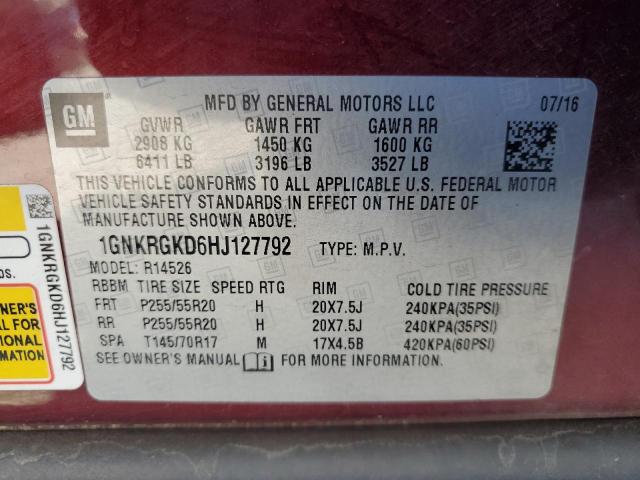 GM
MFD BY GENERAL MOTORS LLC 07/16
GVWR GAWR FRT GAWR RR
2908 KG 1450 KG 1600 KG
6411 LB 3196 LB 3527 LB
THIS VEHICLE CONFORMS TO ALL APPLICABLE U.S. FEDERAL MOTOR
VEHICLE SAFETY STANDARDS IN EFFECT ON THE DATE OF
MANUFACTURE SHOWN ABOVE.
1GNKRGKD6HJ127792 TYPE: M.P.V.
MODEL: R14526
RBBM TIRE SIZE SPEED RTG RIM COLD TIRE PRESSURE
FRT P255/55R20 H 20X7.5J 240KPA(35PSI)
RR P255/55R20 H 20X7.5J 240KPA(35PSI)
SPA T145/70R17 M 17X4.5B 420KPA(60PSI)
SEE OWNER'S MANUAL FOR MORE INFORMATION.
1GNKRGKD6HJ127792
FOR